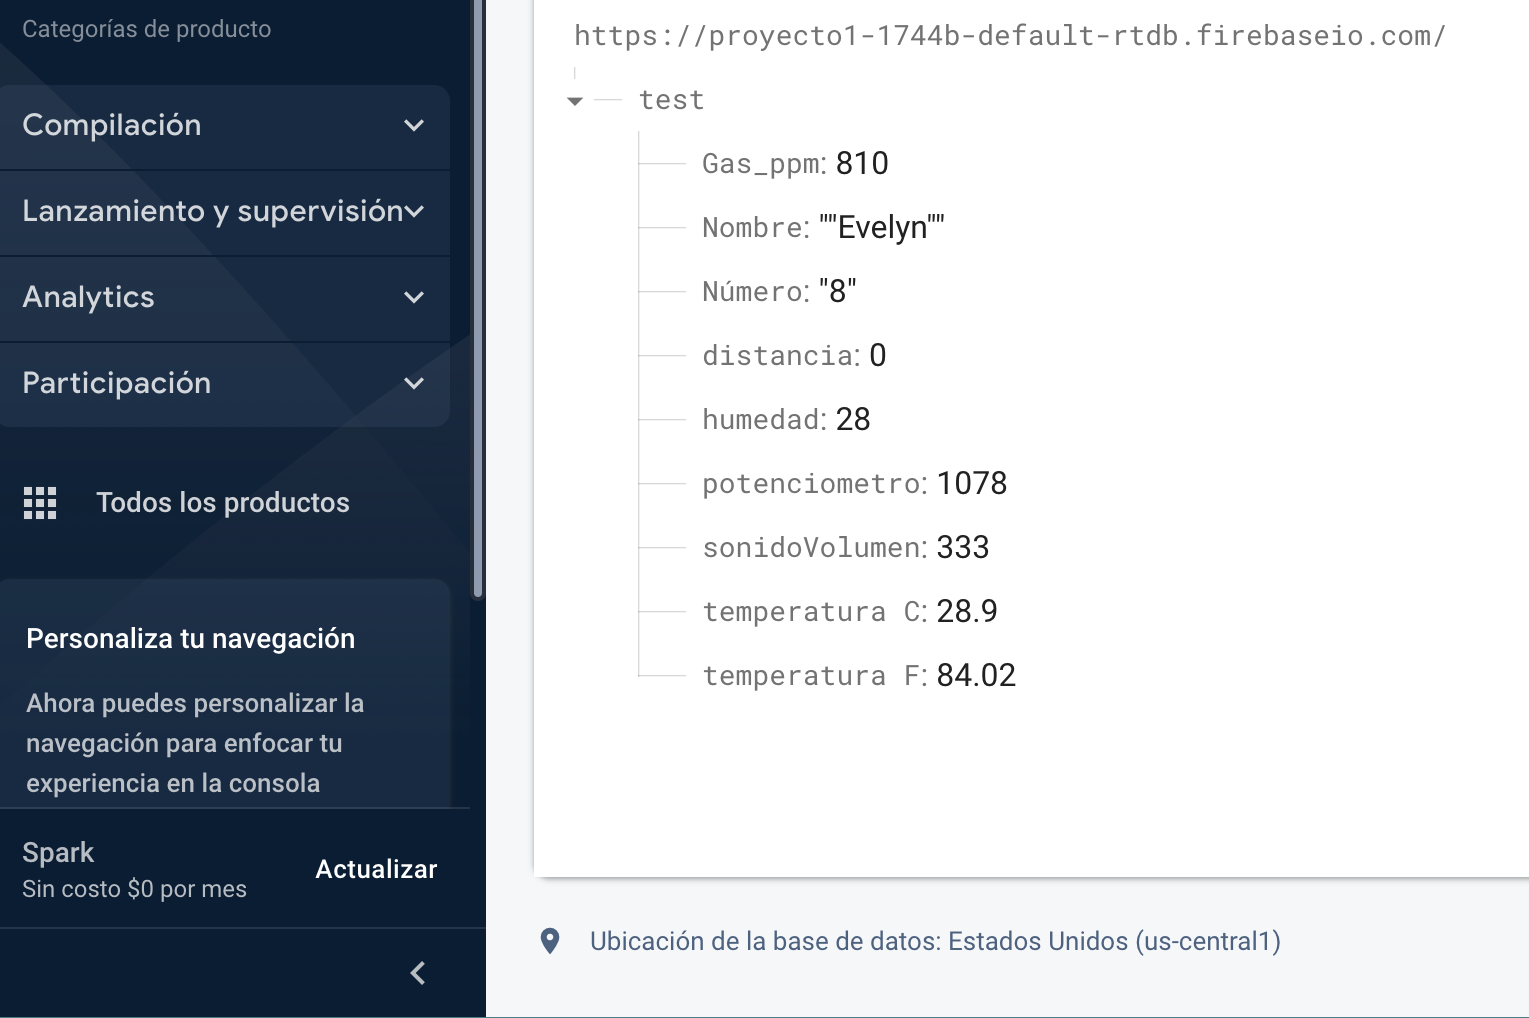 Categorías de producto
Compilación
Lanzamiento y supervisión
Analytics
Participación
Todos los productos
Personaliza tu navegación
Ahora puedes personalizar la
navegación para enfocar tu
experiencia en la consola
Spark
Sin costo $0 por mes
Actualizar
https://proyecto1-1744b-default-rtdb.firebaseio.com/
test
Gas_ppm: 810
Nombre: ""Evelyn""
Número: "8"
distancia: 0
humedad: 28
potenciometro: 1078
sonidoVolumen: 333
temperatura C: 28.9
temperatura F: 84.02
Ubicación de la base de datos: Estados Unidos (us-central1)